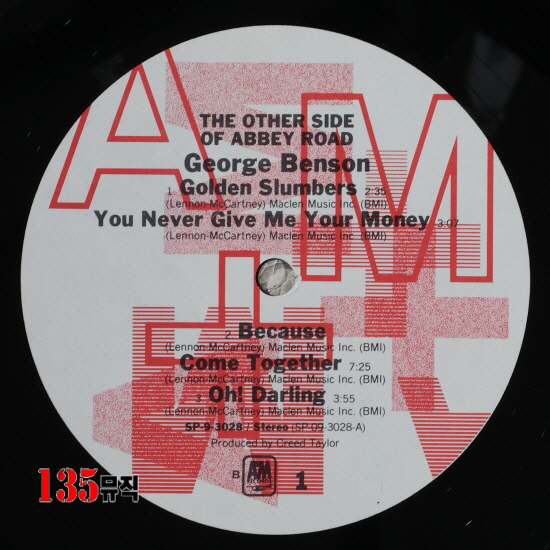 A+M
THE OTHER SIDE
OF ABBEY ROAD
George Benson
1. Golden Slumbers 2:35
(Lennon-McCartney) Maclen Music Inc. (BMI)
You Never Give Me Your Money 3:07
(Lennon-McCartney) Maclen Music Inc. (BMI)
2. Because
(Lennon-McCartney) Maclen Music Inc. (BMI)
Come Together 7:25
(Lennon-McCartney) Maclen Music Inc. (BMI)
3. Oh! Darling 3:55
(Lennon-McCartney) Maclen Music Inc. (BMI)
SP-9-3028 / Stereo (SP-09-3028-A)
Produced by Creed Taylor
B A&M 1
135뮤직